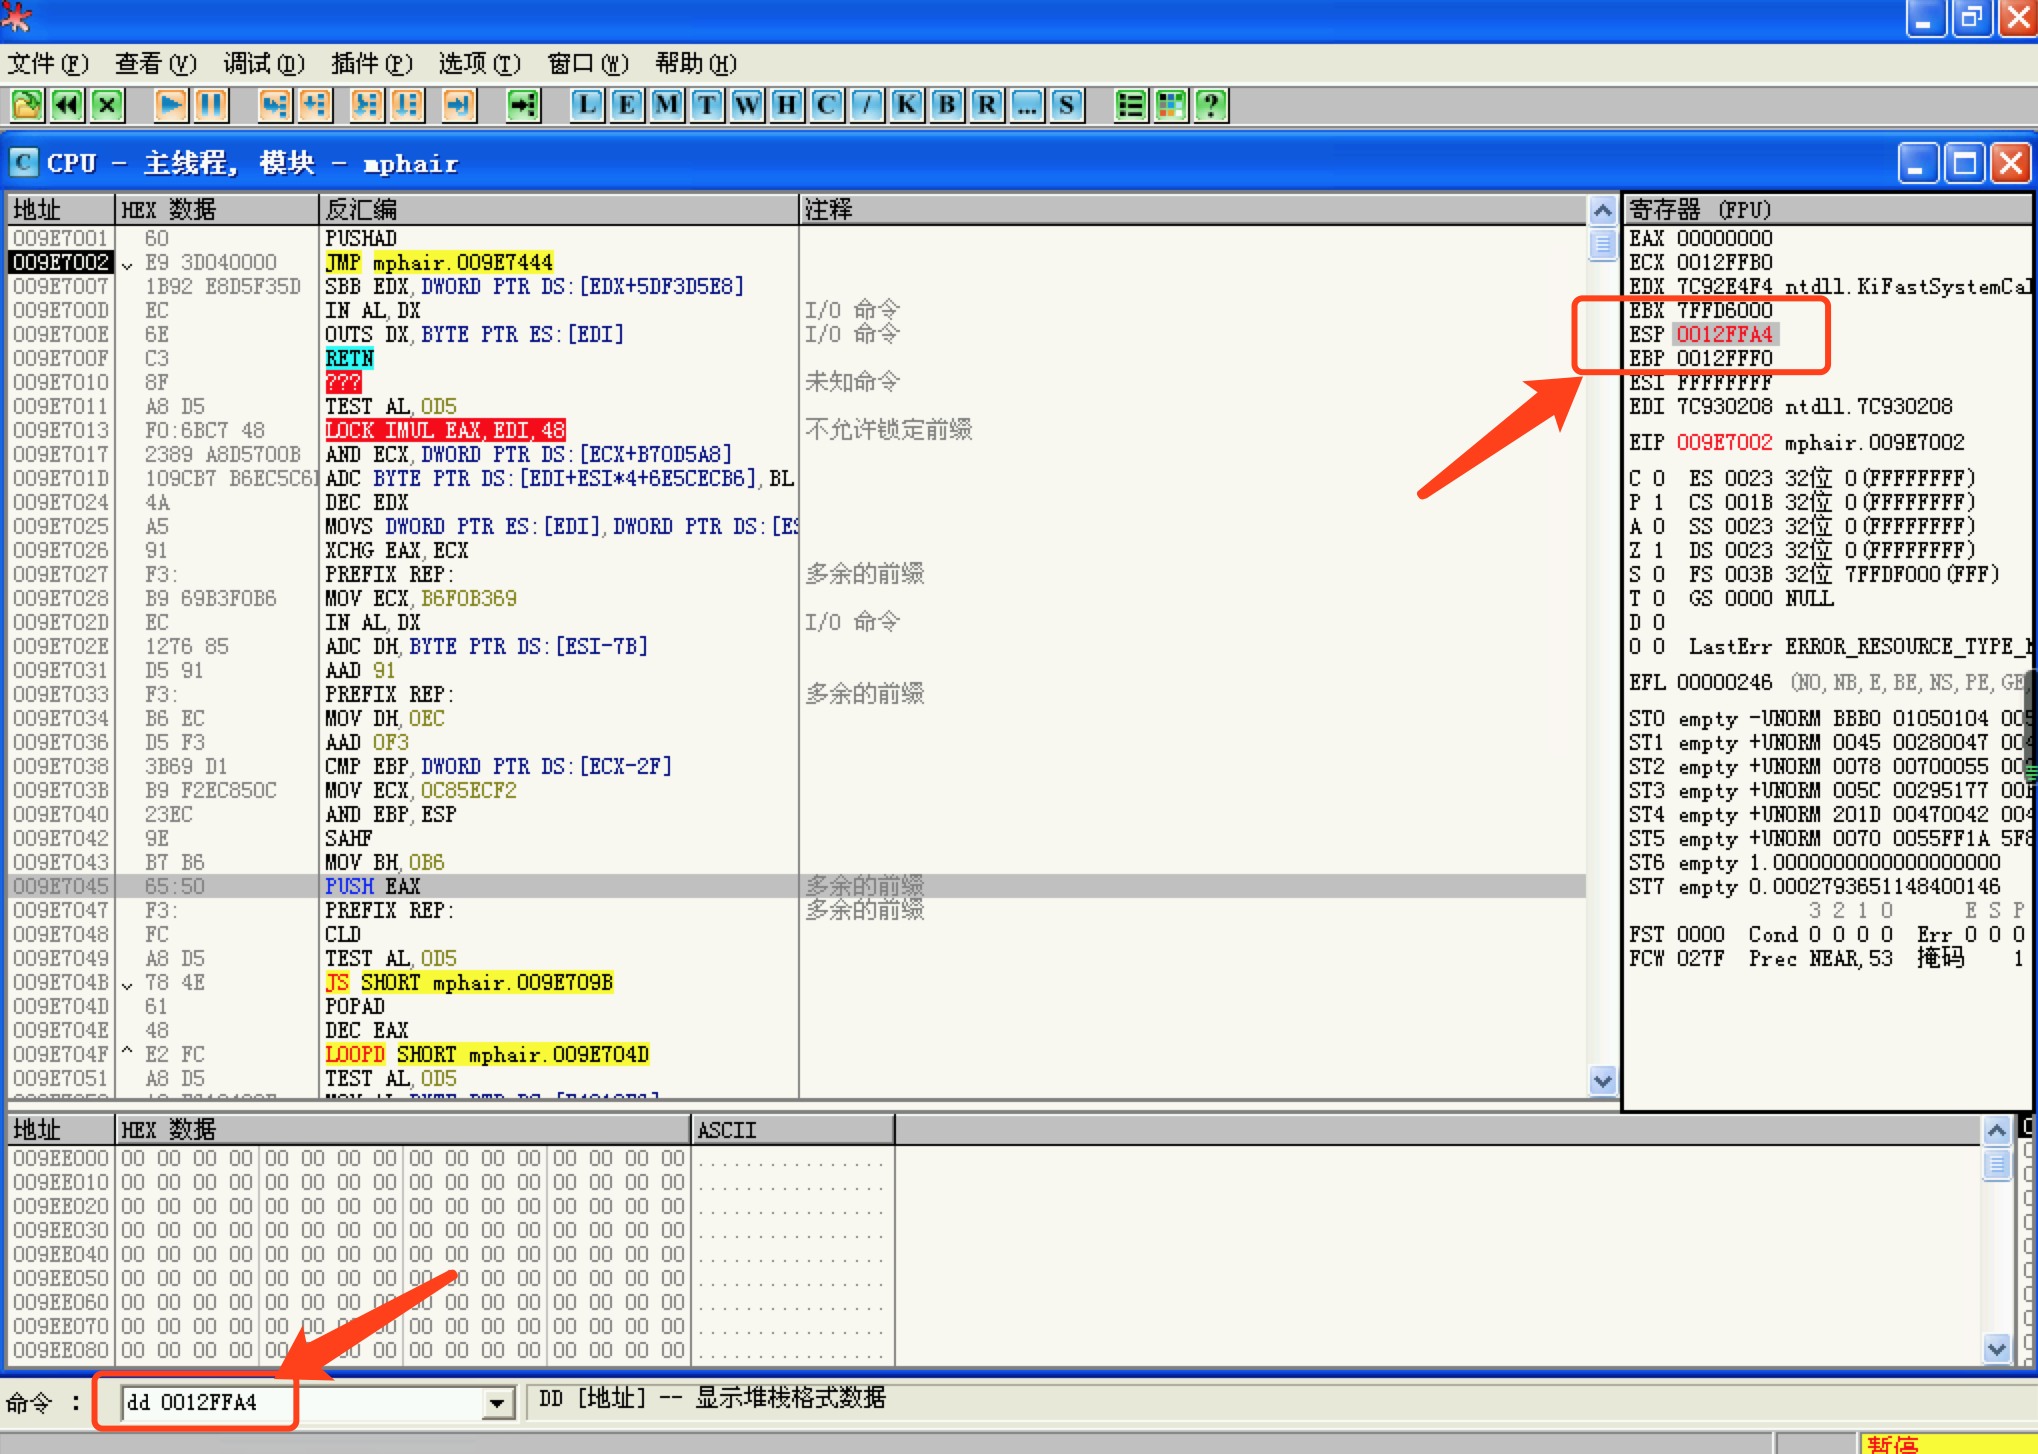 文件(F) 查看(V) 调试(D) 插件(P) 选项(T) 窗口(W) 帮助(H)
L E M T W H C / K B R ... S ?
C CPU - 主线程, 模块 - mphair
地址 HEX 数据 反汇编 注释
009E7001 60 PUSHAD
009E7002 E9 3D040000 JMP mphair.009E7444
009E7007 1B92 E8D5F35D SBB EDX,DWORD PTR DS:[EDX+5DF3D5E8]
009E700D EC IN AL,DX I/O 命令
009E700E 6E OUTS DX,BYTE PTR ES:[EDI] I/O 命令
009E700F C3 RETN
009E7010 8F ??? 未知命令
009E7011 A8 D5 TEST AL,0D5
009E7013 F0:6BC7 48 LOCK IMUL EAX,EDI,48 不允许锁定前缀
009E7017 2389 A8D5700B AND ECX,DWORD PTR DS:[ECX+B70D5A8]
009E701D 109CB7 B6EC5C6 ADC BYTE PTR DS:[EDI+ESI*4+6E5CECB6],BL
009E7024 4A DEC EDX
009E7025 A5 MOVS DWORD PTR ES:[EDI],DWORD PTR DS:[ES
009E7026 91 XCHG EAX,ECX
009E7027 F3: PREFIX REP: 多余的前缀
009E7028 B9 69B3F0B6 MOV ECX,B6F0B369
009E702D EC IN AL,DX I/O 命令
009E702E 1276 85 ADC DH,BYTE PTR DS:[ESI-7B]
009E7031 D5 91 AAD 91
009E7033 F3: PREFIX REP: 多余的前缀
009E7034 B6 EC MOV DH,0EC
009E7036 D5 F3 AAD 0F3
009E7038 3B69 D1 CMP EBP,DWORD PTR DS:[ECX-2F]
009E703B B9 F2EC850C MOV ECX,0C85ECF2
009E7040 23EC AND EBP,ESP
009E7042 9E SAHF
009E7043 B7 B6 MOV BH,0B6
009E7045 65:50 PUSH EAX 多余的前缀
009E7047 F3: PREFIX REP: 多余的前缀
009E7048 FC CLD
009E7049 A8 D5 TEST AL,0D5
009E704B 78 4E JS SHORT mphair.009E709B
009E704D 61 POPAD
009E704E 48 DEC EAX
009E704F ^ E2 FC LOOPD SHORT mphair.009E704D
009E7051 A8 D5 TEST AL,0D5
寄存器 (FPU)
EAX 00000000
ECX 0012FFB0
EDX 7C92E4F4 ntdll.KiFastSystemCal
EBX 7FFD6000
ESP 0012FFA4
EBP 0012FFF0
ESI FFFFFFFF
EDI 7C930208 ntdll.7C930208
EIP 009E7002 mphair.009E7002
C 0 ES 0023 32位 0(FFFFFFFF)
P 1 CS 001B 32位 0(FFFFFFFF)
A 0 SS 0023 32位 0(FFFFFFFF)
Z 1 DS 0023 32位 0(FFFFFFFF)
S 0 FS 003B 32位 7FFDF000(FFF)
T 0 GS 0000 NULL
D 0
O 0 LastErr ERROR_RESOURCE_TYPE_
EFL 00000246 (NO,NB,E,BE,NS,PE,GE,
ST0 empty -UNORM BBB0 01050104 005
ST1 empty +UNORM 0045 00280047 00
ST2 empty +UNORM 0078 00700055 00
ST3 empty +UNORM 005C 00295177 00
ST4 empty +UNORM 201D 00470042 004
ST5 empty +UNORM 0070 0055FF1A 5F8
ST6 empty 1.0000000000000000000
ST7 empty 0.0002793651148400146
3 2 1 0 E S P
FST 0000 Cond 0 0 0 0 Err 0 0 0
FCW 027F Prec NEAR,53 掩码 1
地址 HEX 数据 ASCII
009EE000 00 00 00 00 00 00 00 00 00 00 00 00 00 00 00 00 ................
009EE010 00 00 00 00 00 00 00 00 00 00 00 00 00 00 00 00 ................
009EE020 00 00 00 00 00 00 00 00 00 00 00 00 00 00 00 00 ................
009EE030 00 00 00 00 00 00 00 00 00 00 00 00 00 00 00 00 ................
009EE040 00 00 00 00 00 00 00 00 00 00 00 00 00 00 00 00 ................
009EE050 00 00 00 00 00 00 00 00 00 00 00 00 00 00 00 00 ................
009EE060 00 00 00 00 00 00 00 00 00 00 00 00 00 00 00 ................
009EE070 00 00 00 00 00 00 00 00 00 00 00 00 00 00 00 ................
009EE080 00 00 00 00 00 00 00 00 00 00 00 00 00 00 00 ................
命令 : dd 0012FFA4 DD [地址] -- 显示堆栈格式数据
暂停